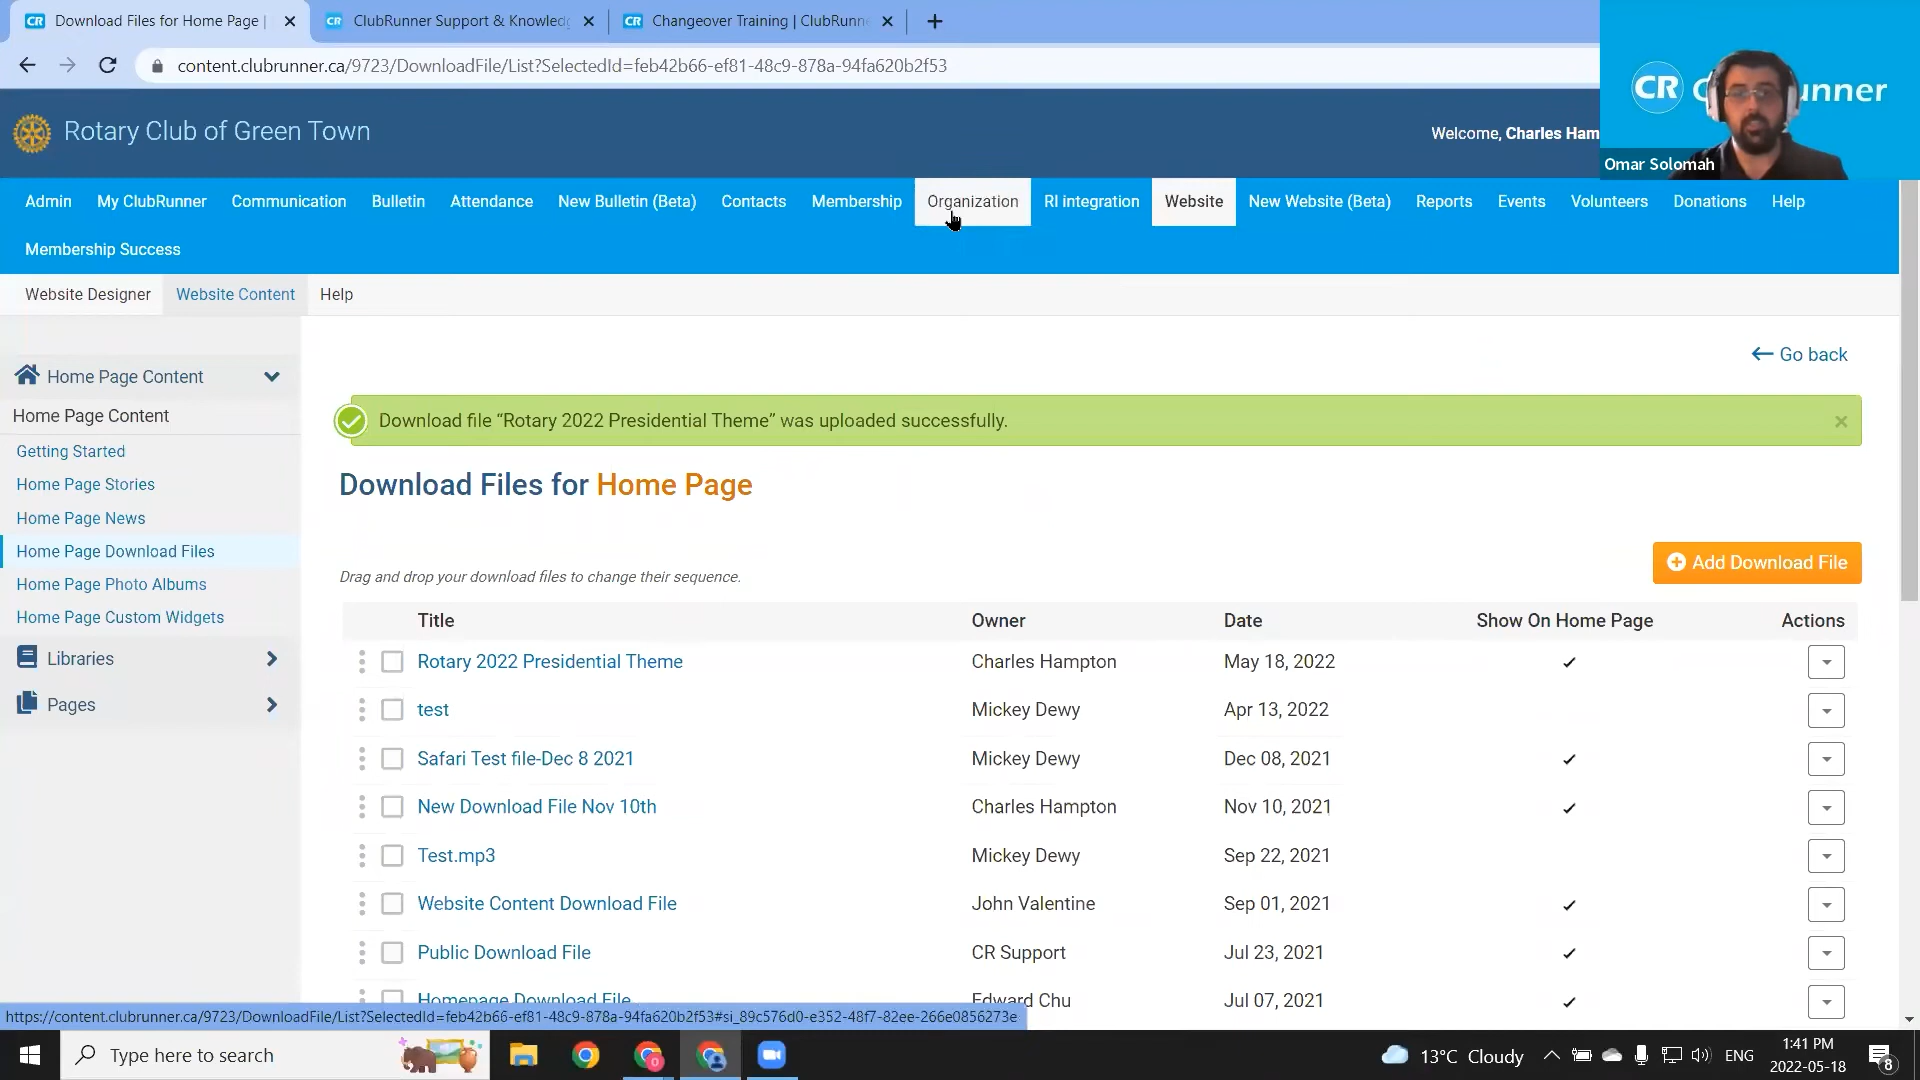 CR Download Files for Home Page |
CR ClubRunner Support & Knowled
CR Changeover Training | ClubRunn
content.clubrunner.ca/9723/DownloadFile/List?SelectedId=feb42b66-ef81-48c9-878a-94fa620b2f53
CR C unner
Omar Solomah
Rotary Club of Green Town
Welcome, Charles Ham
Admin My ClubRunner Communication Bulletin Attendance New Bulletin (Beta) Contacts Membership Organization RI integration Website New Website (Beta) Reports Events Volunteers Donations Help
Membership Success
Website Designer Website Content Help
Go back
Home Page Content
Home Page Content
Getting Started
Home Page Stories
Home Page News
Home Page Download Files
Home Page Photo Albums
Home Page Custom Widgets
Libraries
Pages
Download file “Rotary 2022 Presidential Theme” was uploaded successfully.
Download Files for Home Page
Add Download File
Drag and drop your download files to change their sequence.
Title Owner Date Show On Home Page Actions
Rotary 2022 Presidential Theme Charles Hampton May 18, 2022
test Mickey Dewy Apr 13, 2022
Safari Test file-Dec 8 2021 Mickey Dewy Dec 08, 2021
New Download File Nov 10th Charles Hampton Nov 10, 2021
Test.mp3 Mickey Dewy Sep 22, 2021
Website Content Download File John Valentine Sep 01, 2021
Public Download File CR Support Jul 23, 2021
Homepage Download File Edward Chu Jul 07, 2021
https://content.clubrunner.ca/9723/DownloadFile/List?SelectedId=feb42b66-ef81-48c9-878a-94fa620b2f53#si_89c576d0-e352-48f7-82ee-266e0856273e
Type here to search
13°C Cloudy
ENG
1:41 PM
2022-05-18
8